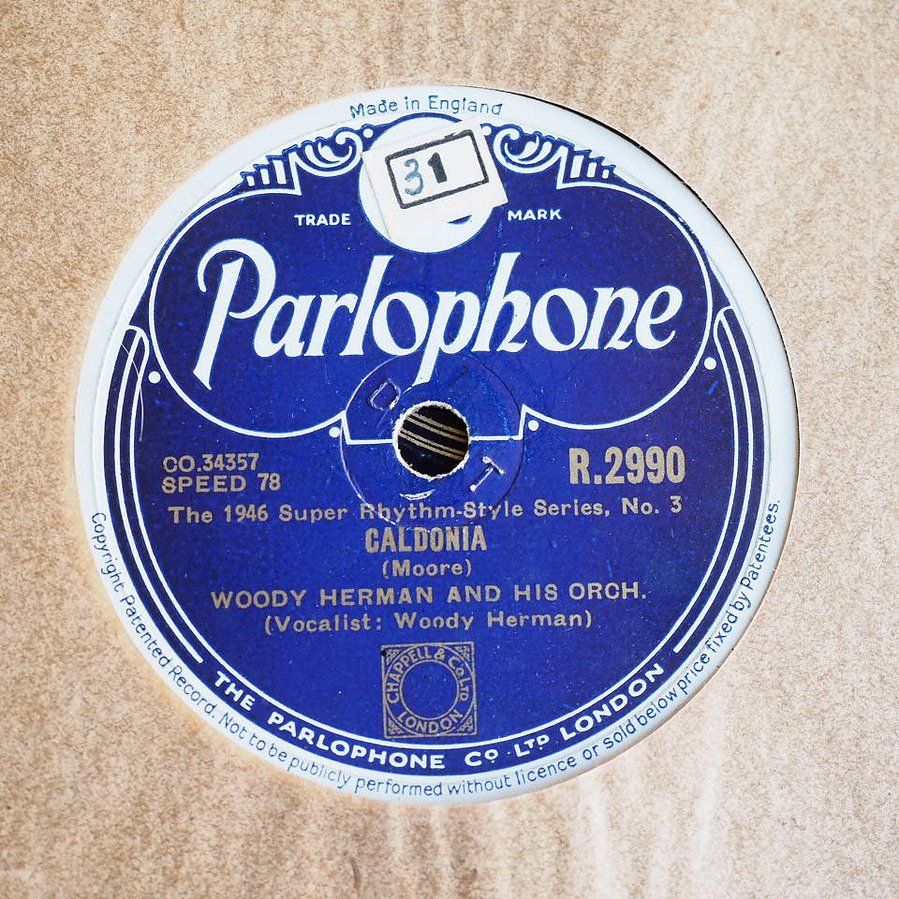 Made in England
31
TRADE MARK
Parlophone
D
T
CO.34357
SPEED 78
R.2990
The 1946 Super Rhythm-Style Series, No. 3
CALDONIA
(Moore)
WOODY HERMAN AND HIS ORCH.
(Vocalist: Woody Herman)
CHAPPELL & Co LTD
LONDON
THE PARLOPHONE Co LTD LONDON
Copyright Patented Record. Not to be publicly performed without licence or sold below price fixed by Patentees.